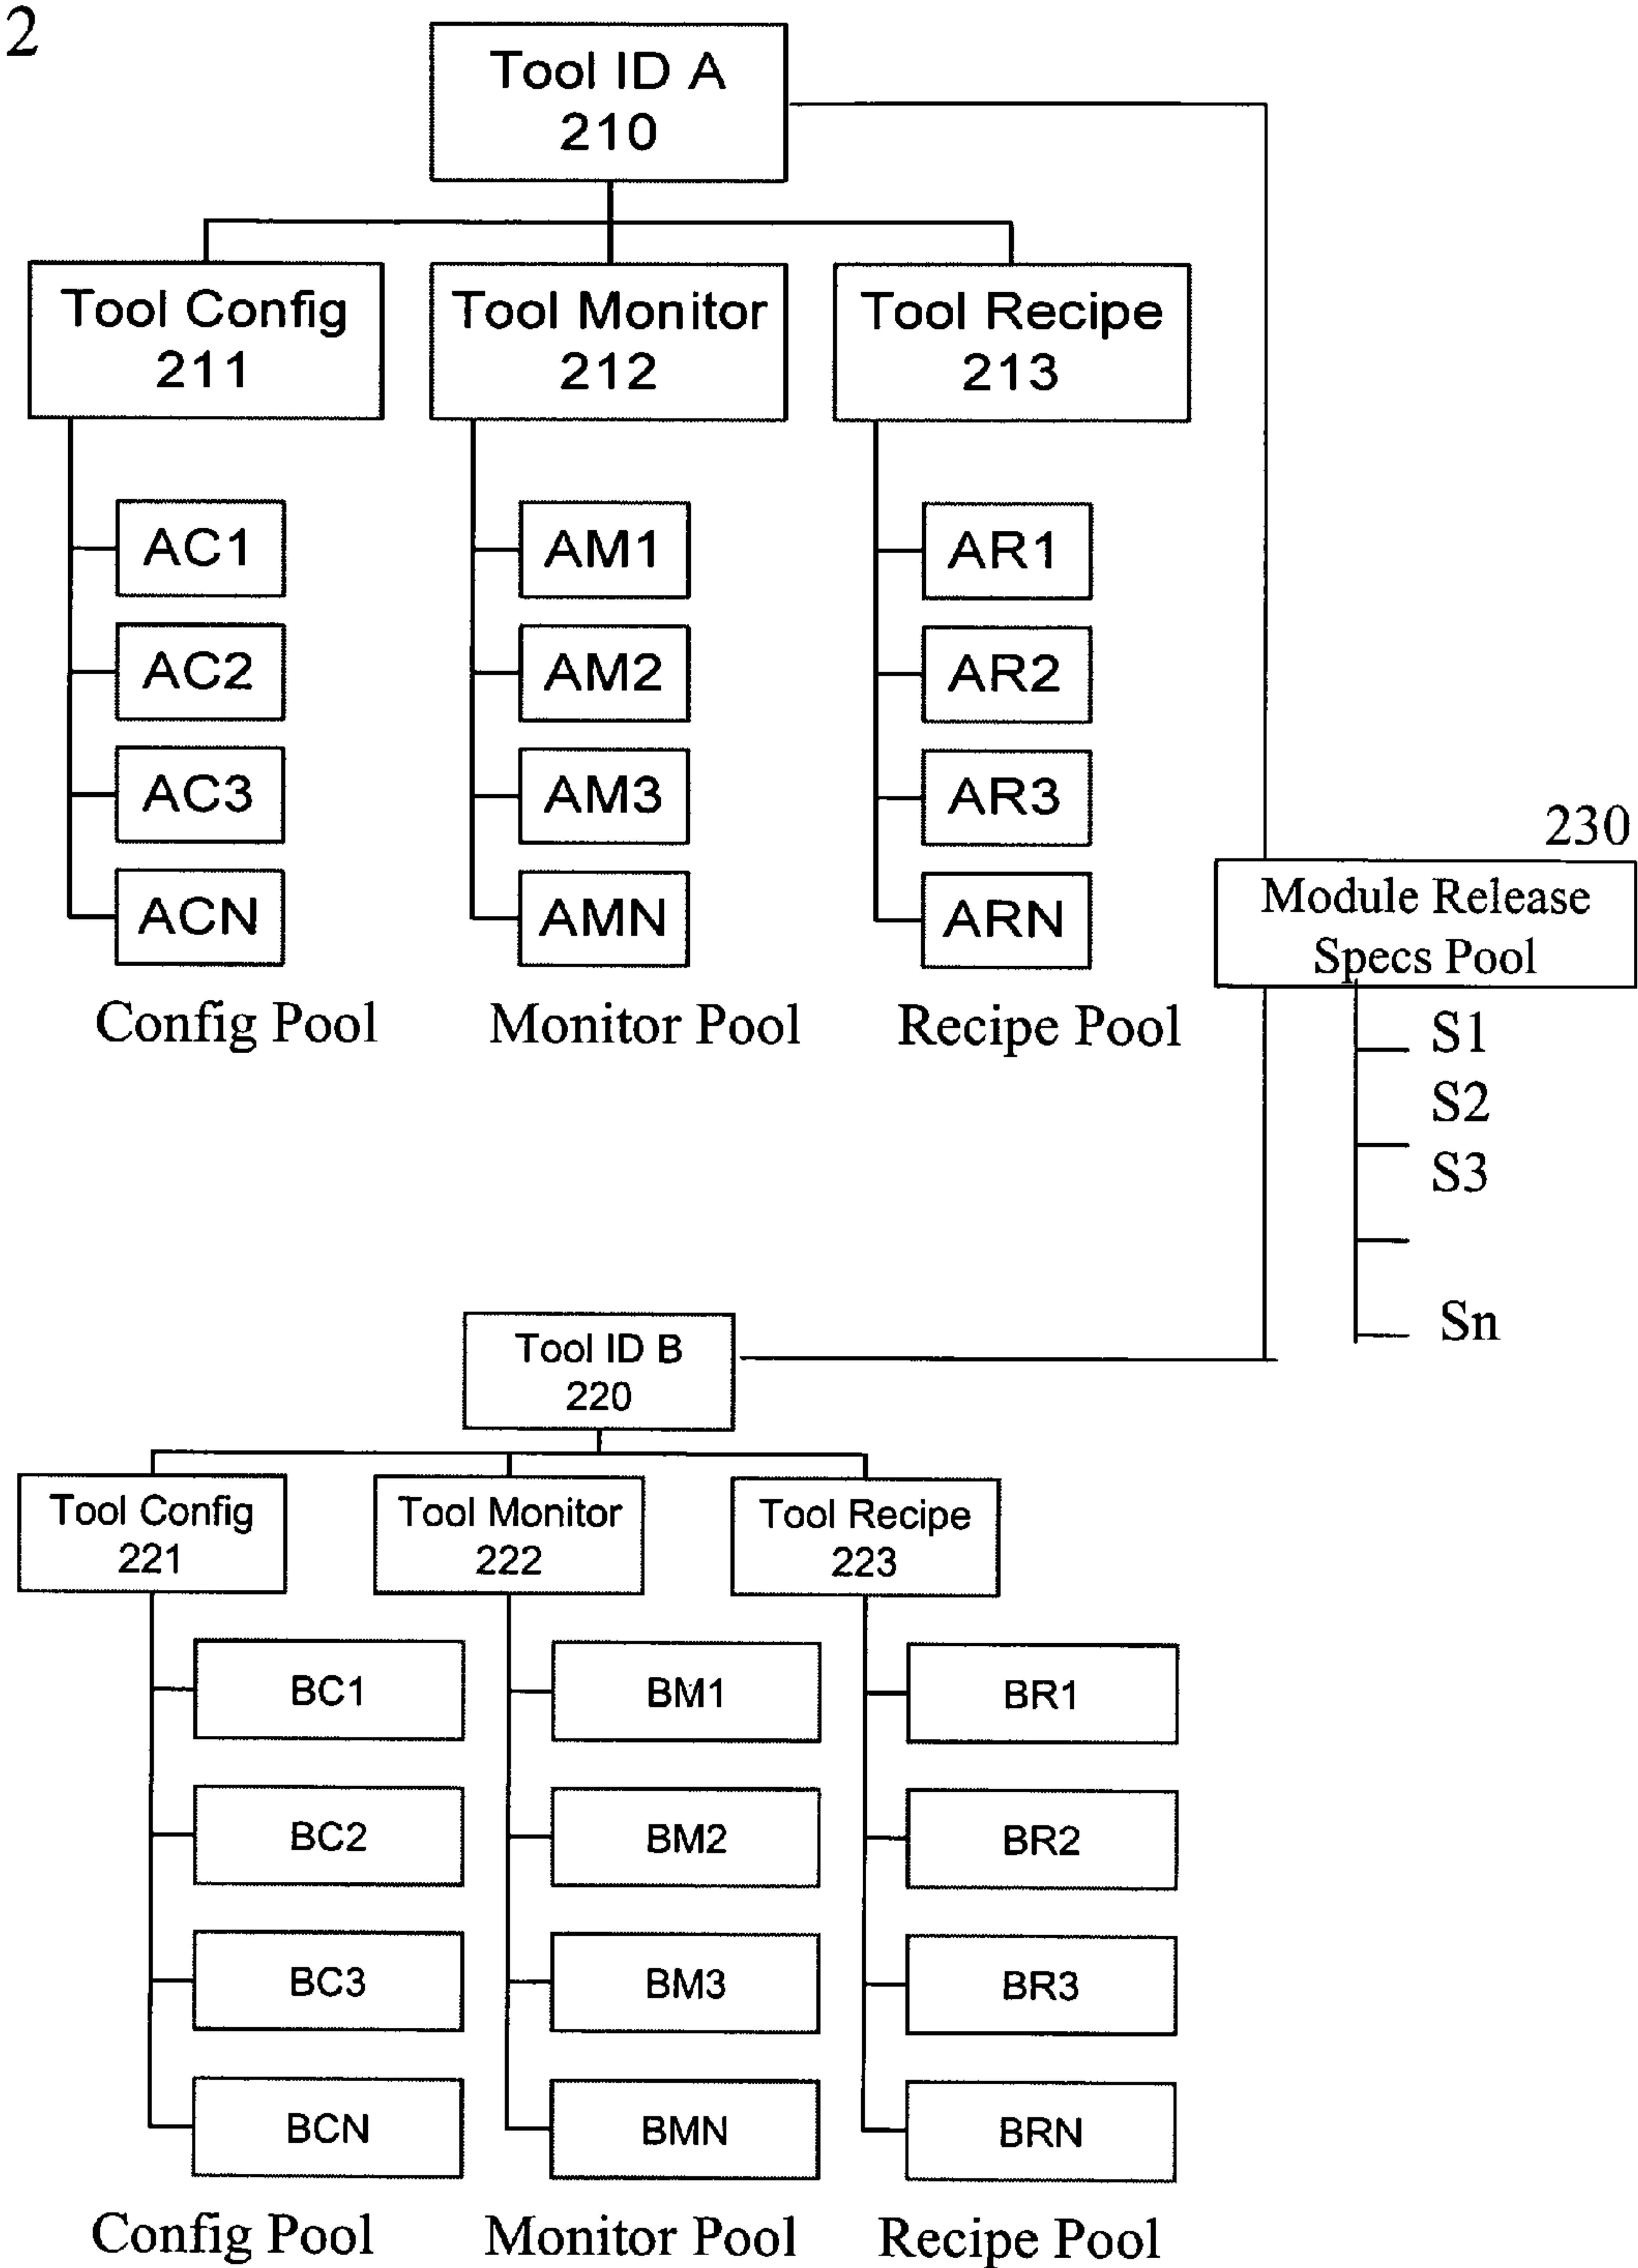 2
Tool ID A
210
Tool Config
211
Tool Monitor
212
Tool Recipe
213
AC1
AC2
AC3
ACN
Config Pool
AM1
AM2
AM3
AMN
Monitor Pool
AR1
AR2
AR3
ARN
Recipe Pool
230
Module Release
Specs Pool
S1
S2
S3
Sn
Tool ID B
220
Tool Config
221
Tool Monitor
222
Tool Recipe
223
BC1
BC2
BC3
BCN
Config Pool
BM1
BM2
BM3
BMN
Monitor Pool
BR1
BR2
BR3
BRN
Recipe Pool